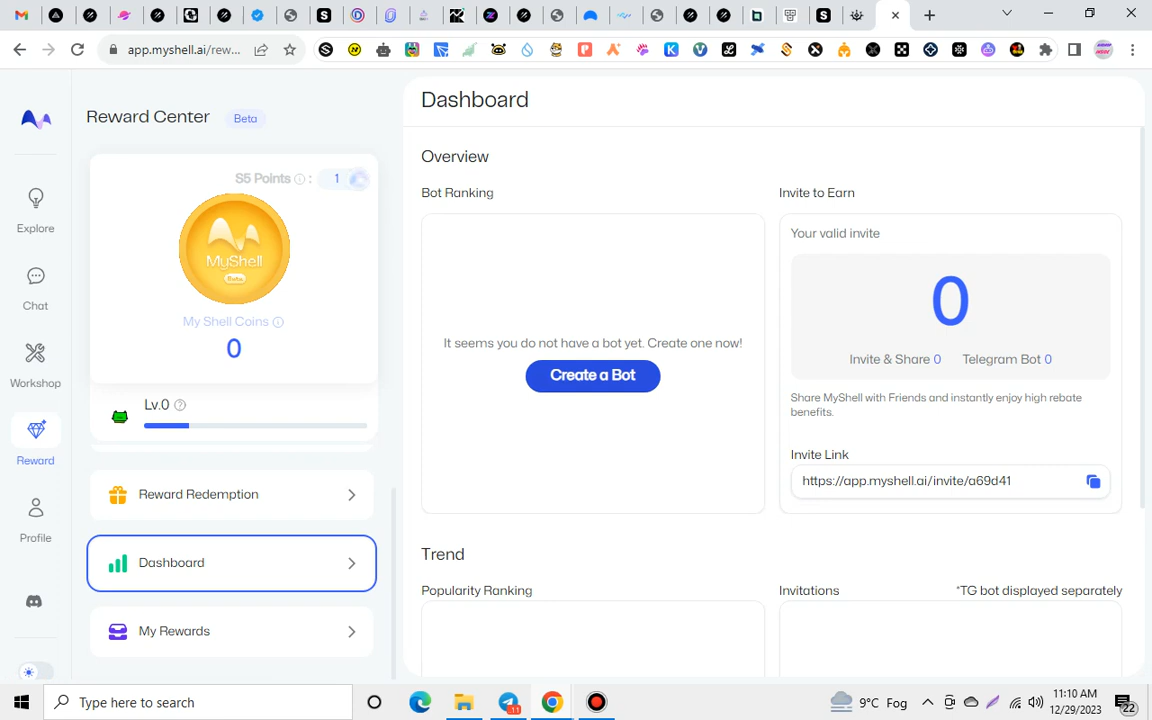 app.myshell.ai/rew...
Reward Center
Beta
S5 Points :
1
MyShell
Beta
My Shell Coins
0
Lv.0
Reward Redemption
Dashboard
My Rewards
Explore
Chat
Workshop
Reward
Profile
Dashboard
Overview
Bot Ranking
It seems you do not have a bot yet. Create one now!
Create a Bot
Invite to Earn
Your valid invite
0
Invite & Share 0 Telegram Bot 0
Share MyShell with Friends and instantly enjoy high rebate
benefits.
Invite Link
https://app.myshell.ai/invite/a69d41
Trend
Popularity Ranking
Invitations
*TG bot displayed separately
Type here to search
9°C Fog
11:10 AM
12/29/2023
22